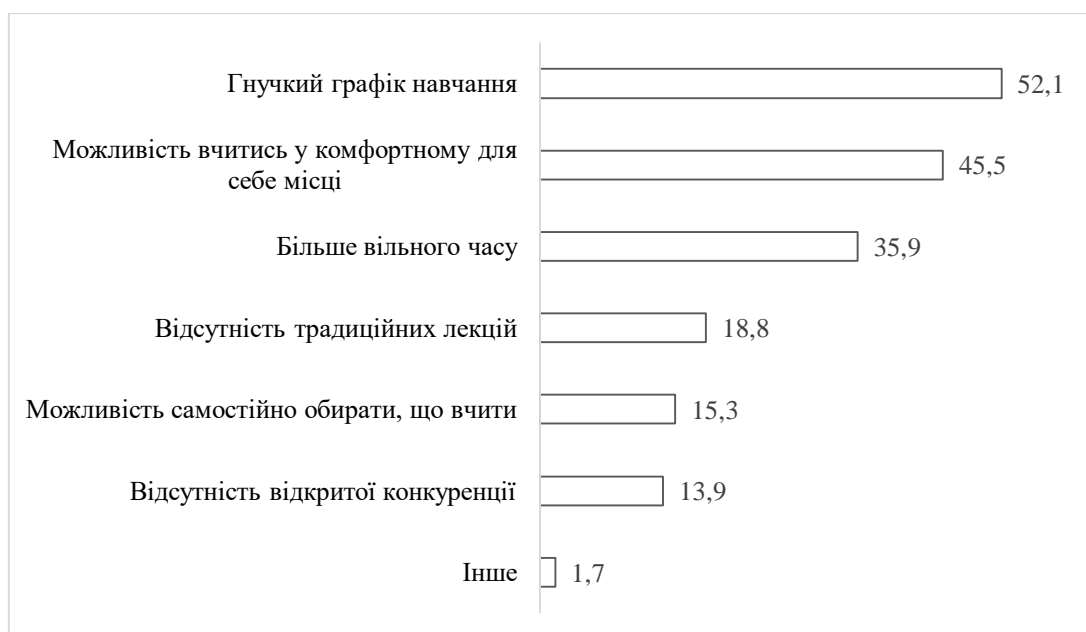 Гнучкий графік навчання 52,1
Можливість вчитись у комфортному для
себе місці 45,5
Більше вільного часу 35,9
Відсутність традиційних лекцій 18,8
Можливість самостійно обирати, що вчити 15,3
Відсутність відкритої конкуренції 13,9
Інше 1,7